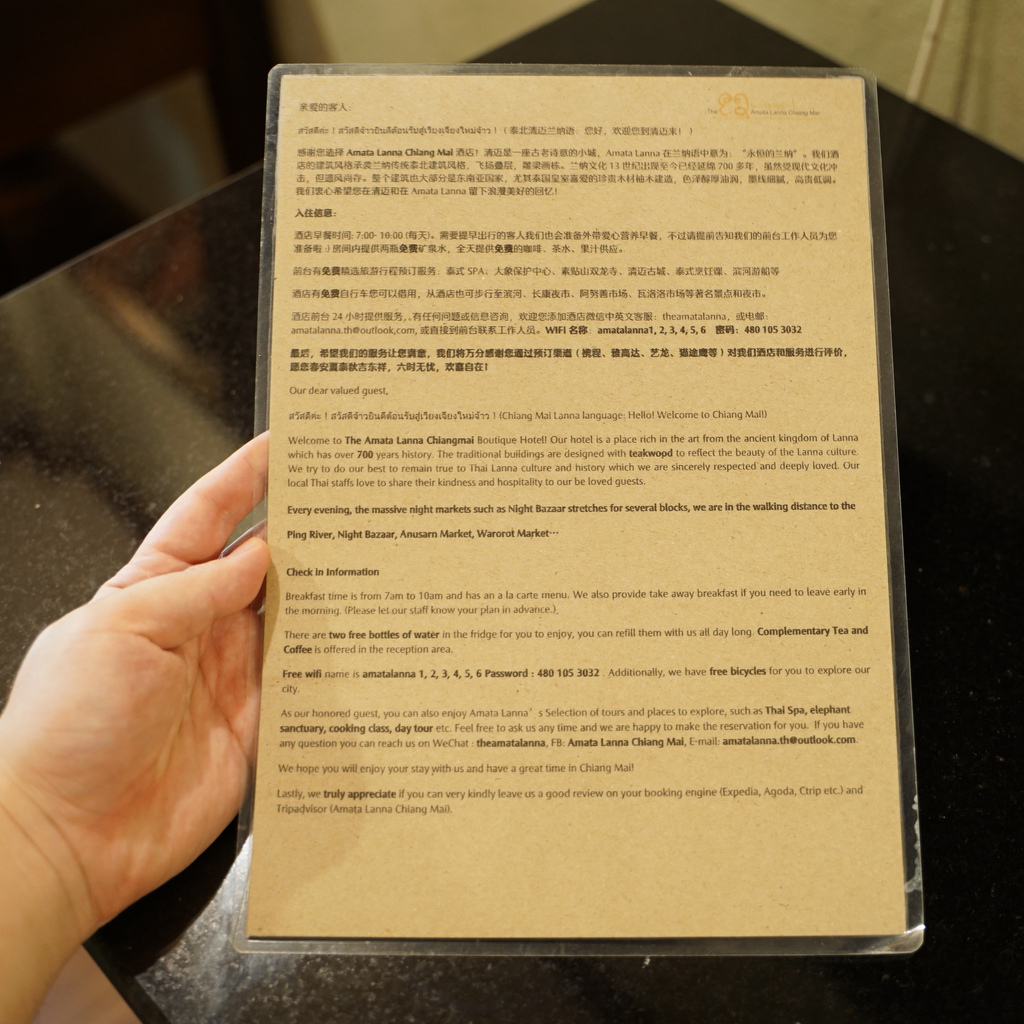 亲爱的客人：
The Amata Lanna Chiang Mai
สวัสดีค่ะ！สวัสดีจ้าวยินดีต้อนรับสู่เวียงเจียงใหม่จ้าว！（泰北清迈兰纳语：您好，欢迎您到清迈来！）
感谢您选择 Amata Lanna Chiang Mai 酒店！清迈是一座古老诗意的小城，Amata Lanna 在兰纳语中意为：“永恒的兰纳”。我们酒
店的建筑风格承袭兰纳传统泰北建筑风格，飞扬叠层，雕梁画栋。兰纳文化 13 世纪出现至今已经延绵 700 多年，虽然受现代文化冲
击，但遗风尚存。整个建筑也大部分是东南亚国家，尤其泰国皇室喜爱的珍贵木材柚木建造，色泽醇厚油润，墨线细腻，高贵低调。
我们衷心希望您在清迈和在 Amata Lanna 留下浪漫美好的回忆！
入住信息：
酒店早餐时间: 7:00- 10:00 (每天)。需要提早出行的客人我们也会准备外带爱心营养早餐，不过请提前告知我们的前台工作人员为您
准备啦 :) 房间内提供两瓶免费矿泉水，全天提供免费的咖啡、茶水、果汁供应。
前台有免费精选旅游行程预订服务：泰式 SPA、大象保护中心、素贴山双龙寺、清迈古城、泰式烹饪课、滨河游船等
酒店有免费自行车您可以借用，从酒店也可步行至滨河、长康夜市、阿努善市场、瓦洛洛市场等著名景点和夜市。
酒店前台 24 小时提供服务，有任何问题或信息咨询，欢迎您添加酒店微信中英文客服：theamatalanna，或电邮：
amatalanna.th@outlook,com, 或直接到前台联系工作人员。WIFI 名称：amatalanna1, 2, 3, 4, 5, 6 密码：480 105 3032
最后，希望我们的服务让您满意，我们将万分感谢您通过预订渠道（携程、雅高达、艺龙、猫途鹰等）对我们酒店和服务进行评价，
愿您春安夏泰秋吉冬祥，六时无忧，欢喜自在！
Our dear valued guest,
สวัสดีค่ะ！สวัสดีจ้าวยินดีต้อนรับสู่เวียงเจียงใหม่จ้าว！(Chiang Mai Lanna language: Hello! Welcome to Chiang Mai!)
Welcome to The Amata Lanna Chiangmai Boutique Hotel! Our hotel is a place rich in the art from the ancient kingdom of Lanna
which has over 700 years history. The traditional buildings are designed with teakwopd to reflect the beauty of the Lanna culture.
We try to do our best to remain true to Thai Lanna culture and history which we are sincerely respected and deeply loved. Our
local Thai staffs love to share their kindness and hospitality to our be loved guests.
Every evening, the massive night markets such as Night Bazaar stretches for several blocks, we are in the walking distance to the
Ping River, Night Bazaar, Anusarn Market, Warorot Market…
Check in Information
Breakfast time is from 7am to 10am and has an a la carte menu. We also provide take away breakfast if you need to leave early in
the morning. (Please let our staff know your plan in advance.)
There are two free bottles of water in the fridge for you to enjoy, you can refill them with us all day long. Complementary Tea and
Coffee is offered in the reception area.
Free wifi name is amatalanna 1, 2, 3, 4, 5, 6 Password : 480 105 3032 . Additionally, we have free bicycles for you to explore our
city.
As our honored guest, you can also enjoy Amata Lanna’s Selection of tours and places to explore, such as Thai Spa, elephant
sanctuary, cooking class, day tour etc. Feel free to ask us any time and we are happy to make the reservation for you. If you have
any question you can reach us on WeChat : theamatalanna, FB: Amata Lanna Chiang Mai, E-mail: amatalanna.th@outlook.com.
We hope you will enjoy your stay with us and have a great time in Chiang Mai!
Lastly, we truly appreciate if you can very kindly leave us a good review on your booking engine (Expedia, Agoda, Ctrip etc.) and
Tripadvisor (Amata Lanna Chiang Mai).